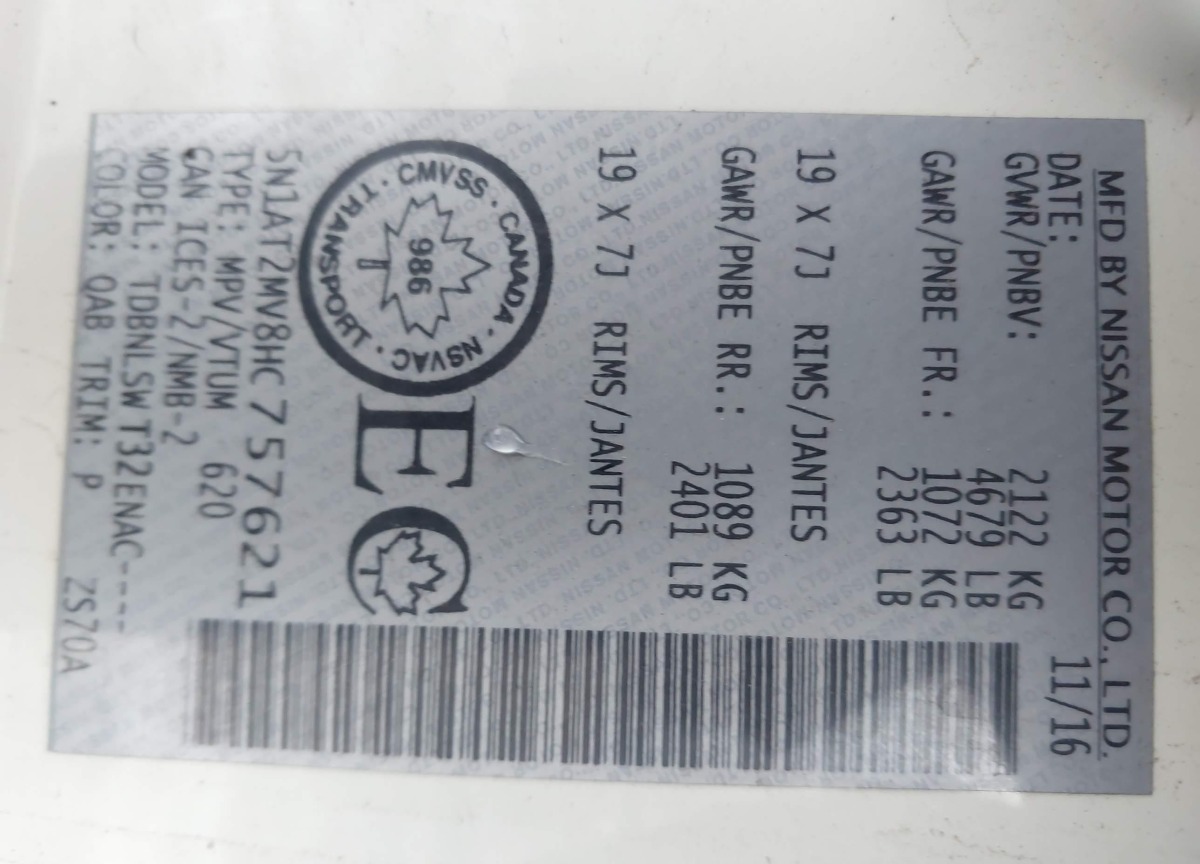 MFD BY NISSAN MOTOR CO., LTD.
DATE: 11/16
GVWR/PNBV: 2122 KG
4679 LB
GAWR/PNBE FR.: 1072 KG
2363 LB
19 X 7J RIMS/JANTES
GAWR/PNBE RR.: 1089 KG
2401 LB
19 X 7J RIMS/JANTES
CMVSS · CANADA · NSVAC · TRANSPORT ·
986
EC
5N1AT2MV8HC757621
TYPE: MPV/VTUM 620
CAN ICES-2/NMB-2
MODEL: TDBNLSWT32ENAC----
COLOR: QAB TRIM: P ZS70A